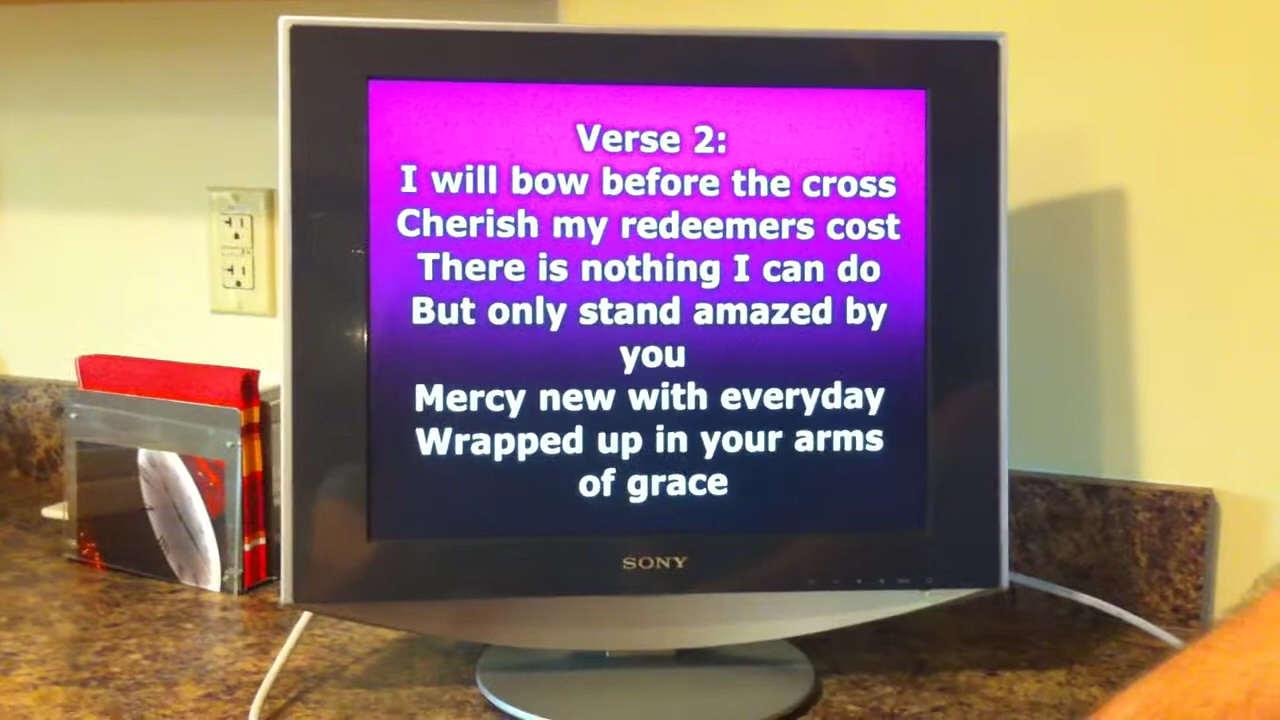 Verse 2:
I will bow before the cross
Cherish my redeemers cost
There is nothing I can do
But only stand amazed by
you
Mercy new with everyday
Wrapped up in your arms
of grace
SONY